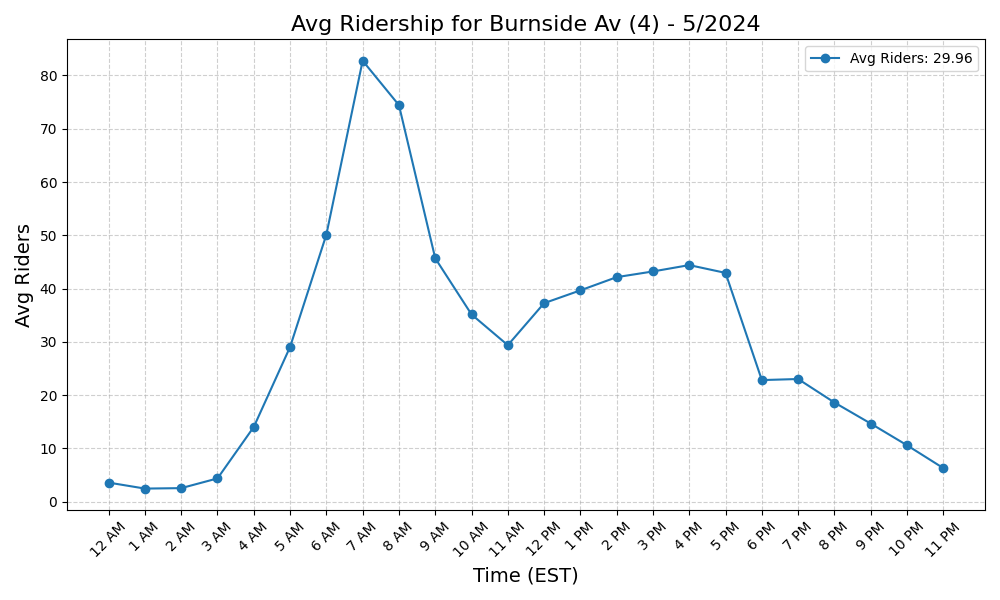 Avg Ridership for Burnside Av (4) - 5/2024
Avg Riders: 29.96
Avg Riders
80
70
60
50
40
30
20
10
0
12 AM
1 AM
2 AM
3 AM
4 AM
5 AM
6 AM
7 AM
8 AM
9 AM
10 AM
11 AM
12 PM
1 PM
2 PM
3 PM
4 PM
5 PM
6 PM
7 PM
8 PM
9 PM
10 PM
11 PM
Time (EST)